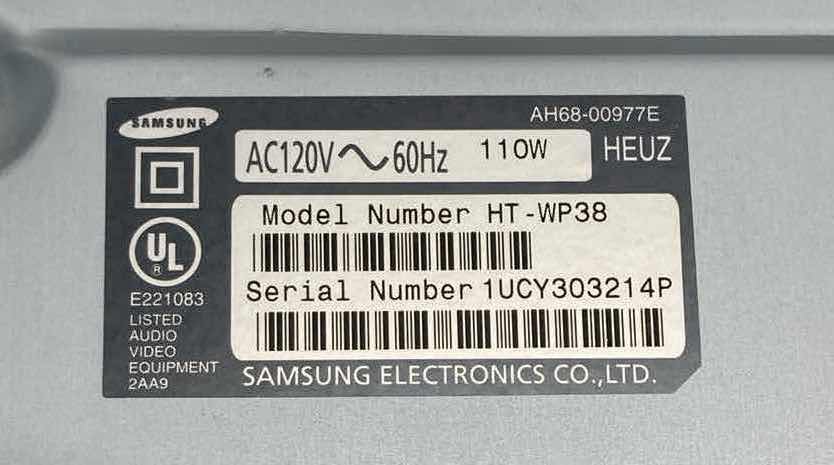 SAMSUNG
AH68-00977E
AC120V ~ 60Hz 110W
HEUZ
Model Number HT-WP38
Serial Number 1UCY303214P
UL
®
E221083
LISTED
AUDIO
VIDEO
EQUIPMENT
2AA9
SAMSUNG ELECTRONICS CO.,LTD.